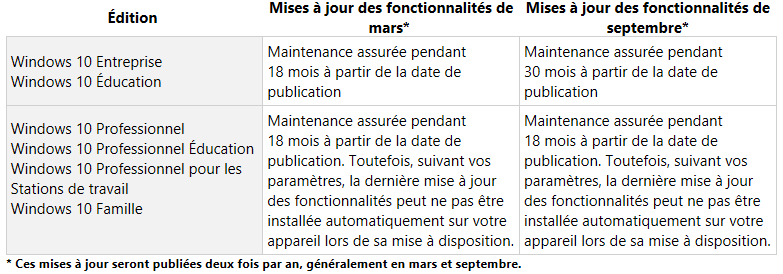 Édition
Mises à jour des fonctionnalités de
mars*
Mises à jour des fonctionnalités de
septembre*
Windows 10 Entreprise
Windows 10 Éducation
Maintenance assurée pendant
18 mois à partir de la date de
publication
Maintenance assurée pendant
30 mois à partir de la date de
publication
Windows 10 Professionnel
Windows 10 Professionnel Éducation
Windows 10 Professionnel pour les
Stations de travail
Windows 10 Famille
Maintenance assurée pendant
18 mois à partir de la date de
publication. Toutefois, suivant vos
paramètres, la dernière mise à jour
des fonctionnalités peut ne pas être
installée automatiquement sur votre
appareil lors de sa mise à disposition.
Maintenance assurée pendant
18 mois à partir de la date de
publication. Toutefois, suivant vos
paramètres, la dernière mise à jour
des fonctionnalités peut ne pas être
installée automatiquement sur votre
appareil lors de sa mise à disposition.
* Ces mises à jour seront publiées deux fois par an, généralement en mars et septembre.